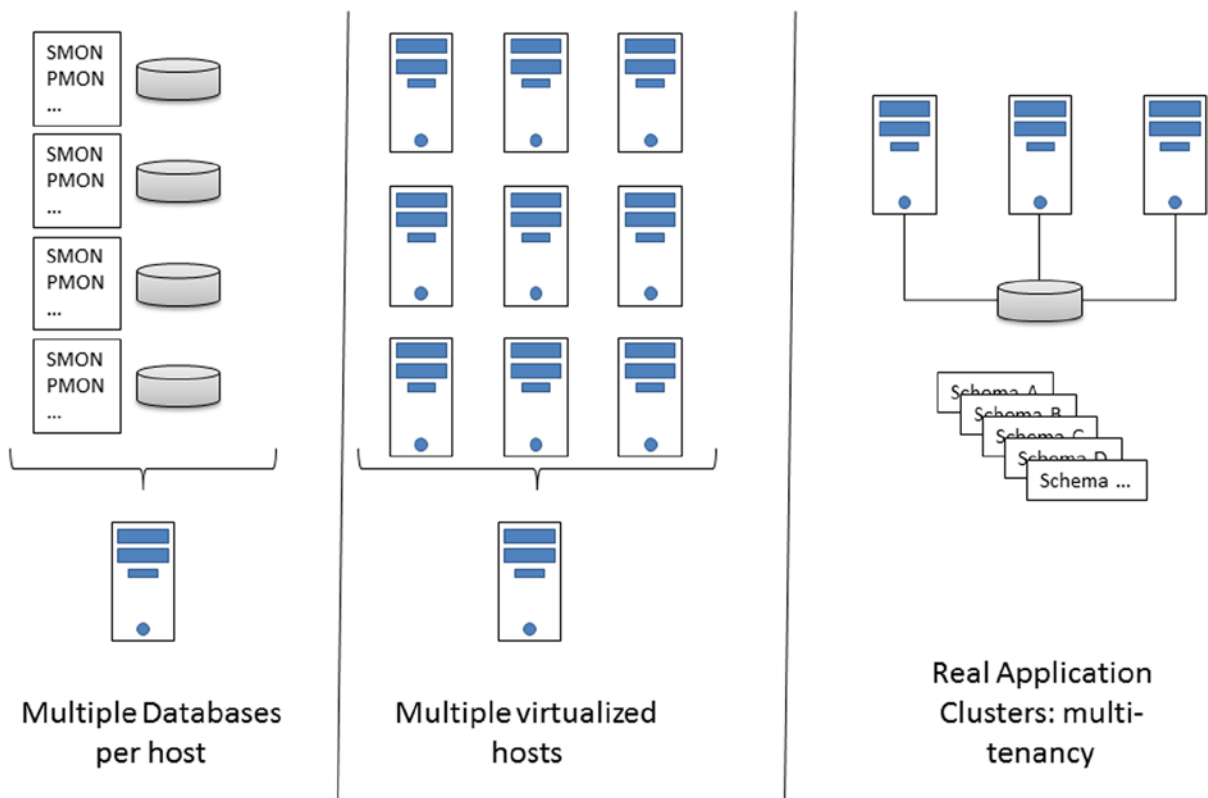 SMON
PMON
...
SMON
PMON
...
SMON
PMON
...
SMON
PMON
...
Multiple Databases
per host
Multiple virtualized
hosts
Schema A
Schema B
Schema C
Schema D
Schema ...
Real Application
Clusters: multi-
tenancy